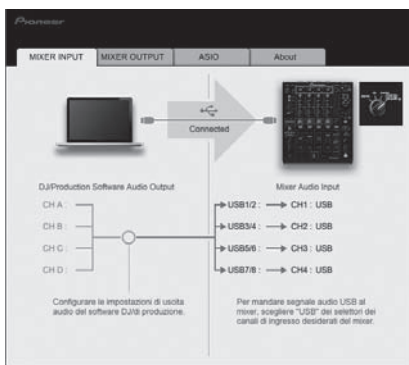 Pioneer
MIXER INPUT
MIXER OUTPUT
ASIO
About
Connected
DJ/Production Software Audio Output
Mixer Audio Input
CH A :
CH B :
CH C :
CH D :
USB1/2 : CH1 : USB
USB3/4 : CH2 : USB
USB5/6 : CH3 : USB
USB7/8 : CH4 : USB
Configurare le impostazioni di uscita
audio del software DJ/di produzione.
Per mandare segnale audio USB al
mixer, scegliere "USB" dei selettori dei
canali di ingresso desiderati del mixer.